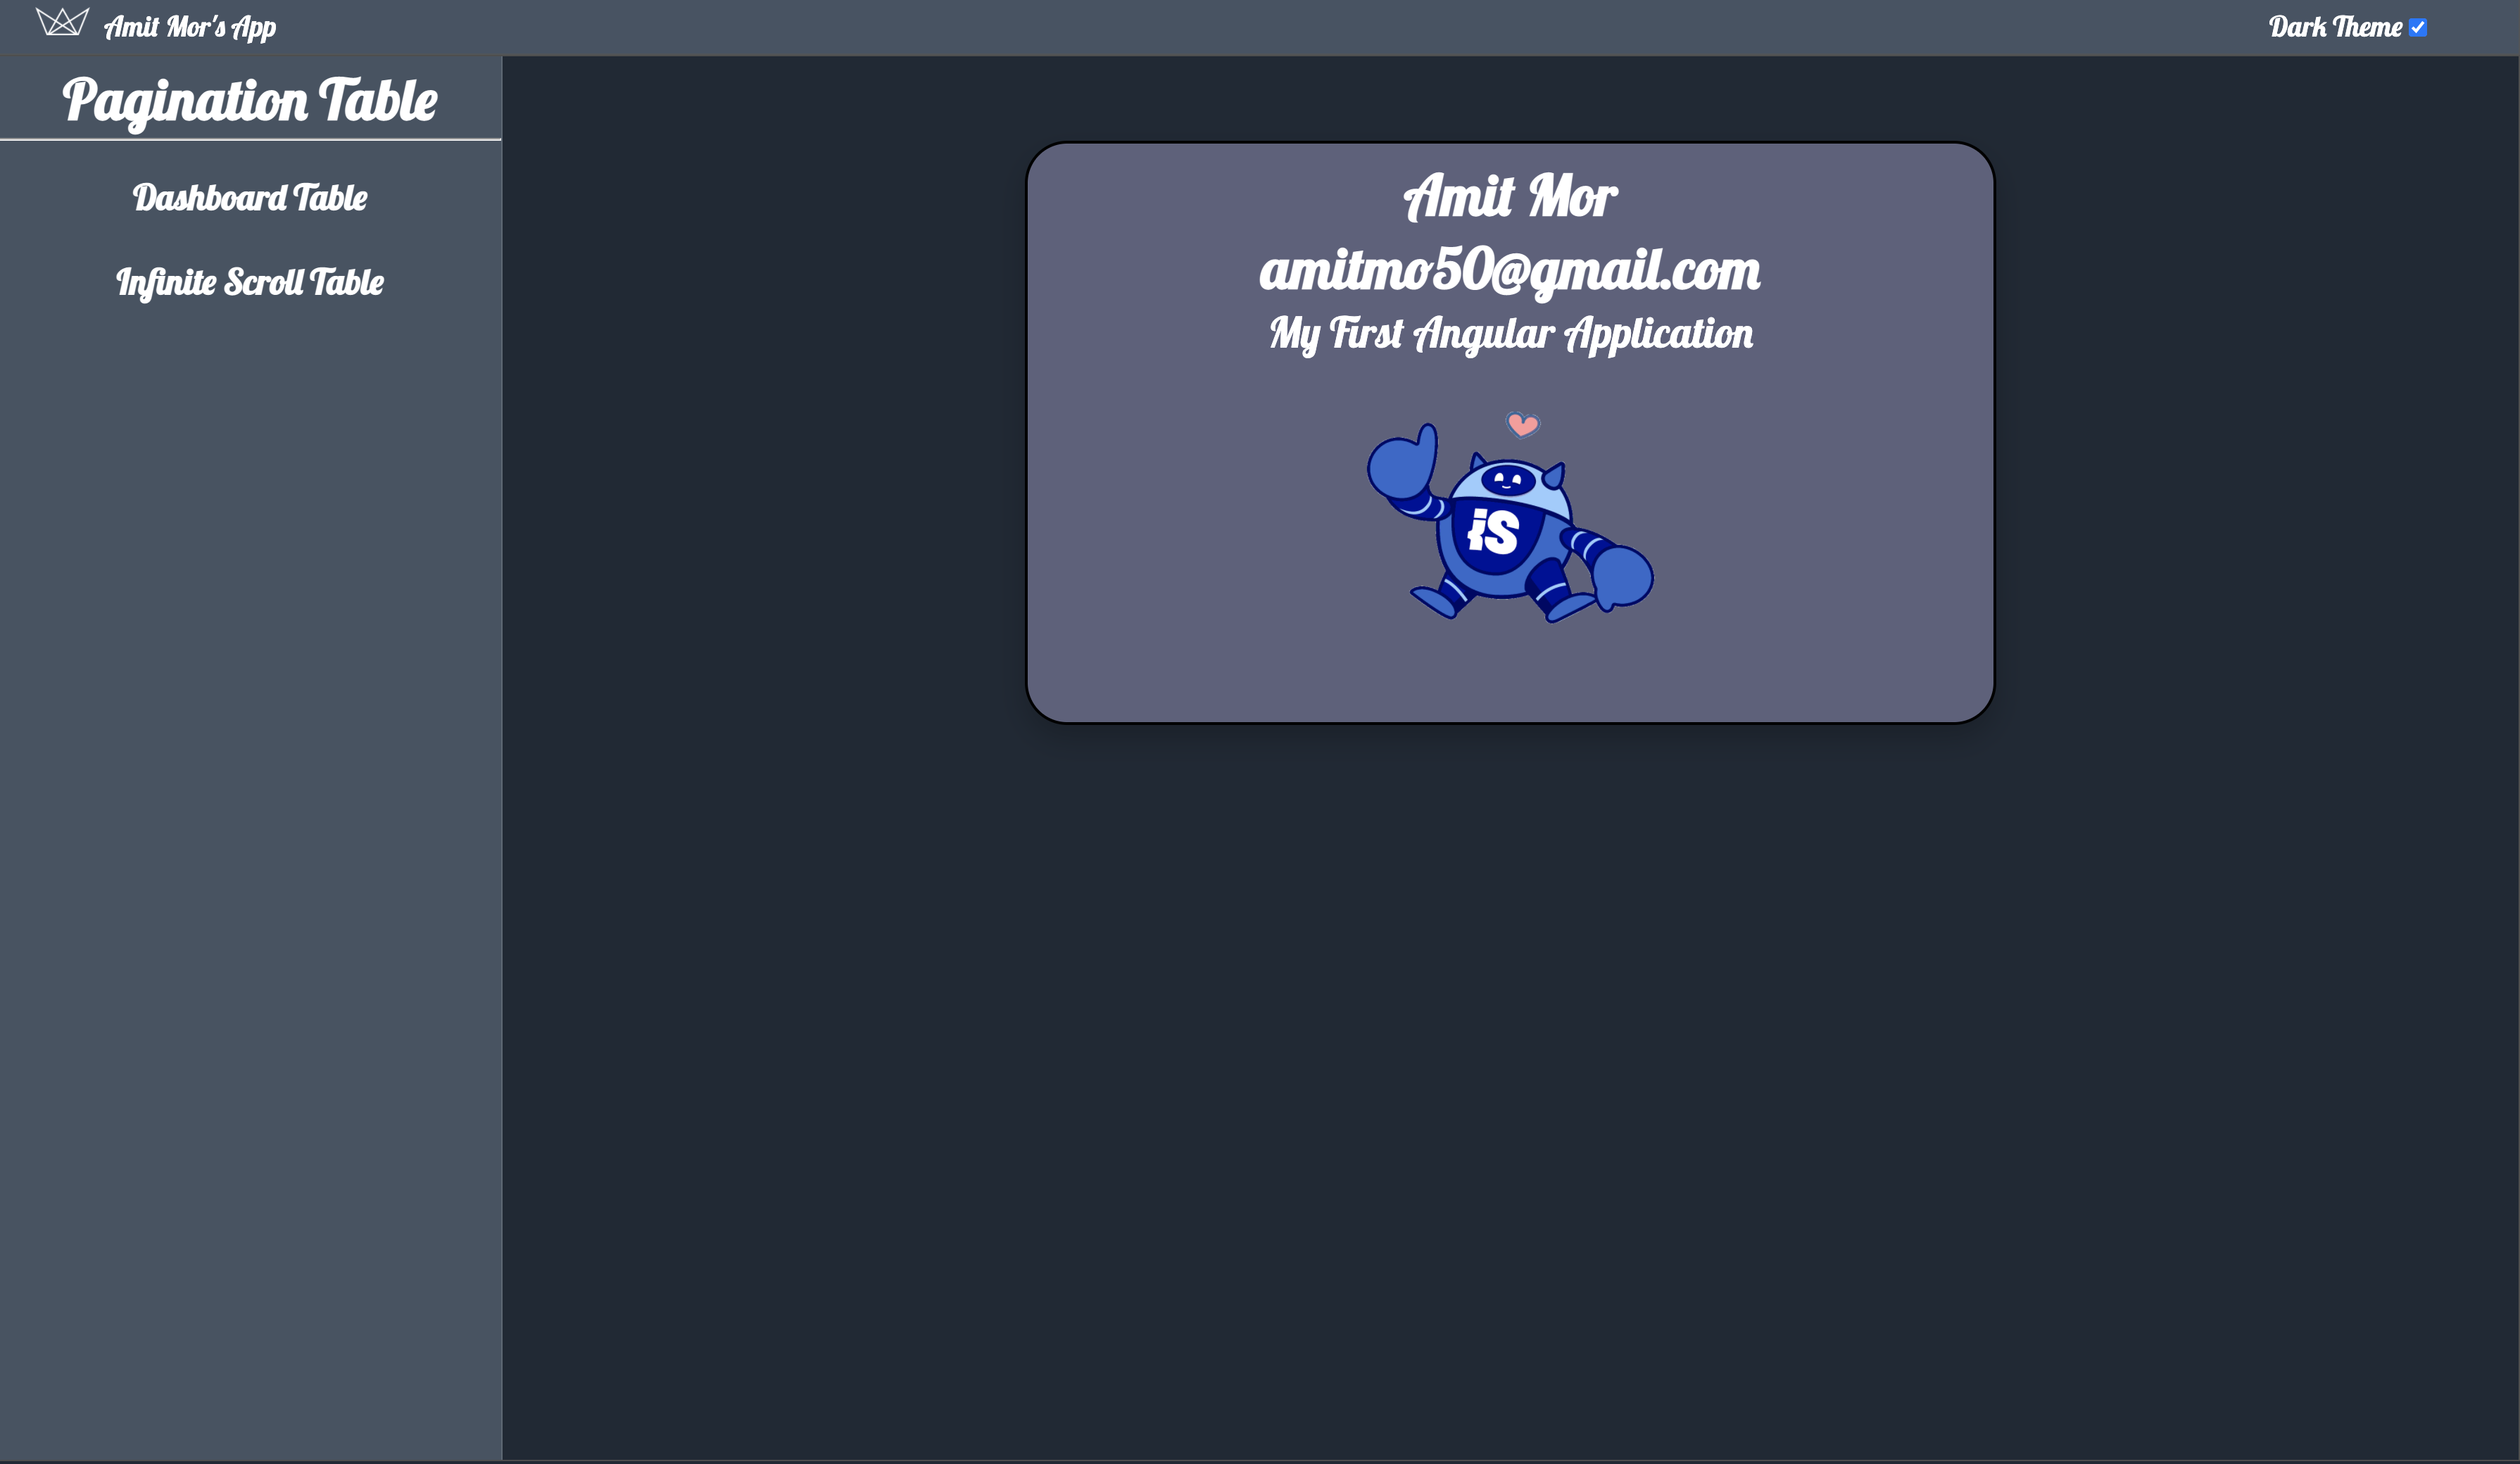 Amit Mor's App
Dark Theme
Pagination Table
Dashboard Table
Infinite Scroll Table
Amit Mor
amitmo50@gmail.com
My First Angular Application
iS